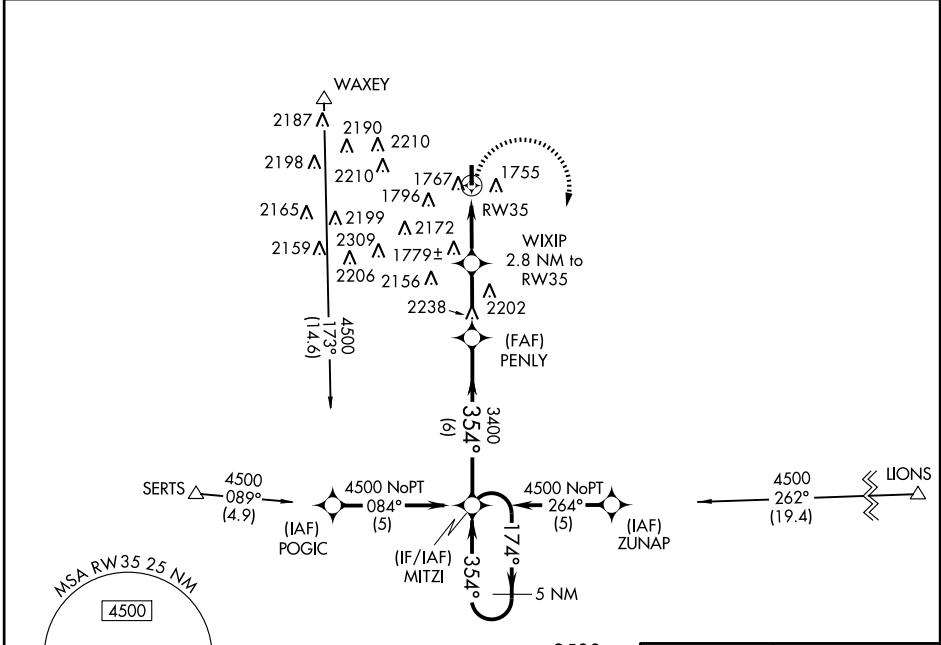 WAXEY
2187
2190
2210
2198
2210
1767
1755
1796
RW35
2165
2199
2172
WIXIP
2.8 NM to
RW35
2159
2309
1779±
2206
2156
2238
2202
(FAF)
PENLY
4500
173°
(14.6)
3400
354°
(6)
SERTS
4500
089°
(4.9)
4500 NoPT
084°
(5)
4500 NoPT
264°
(5)
4500
262°
(19.4)
LIONS
(IAF)
POGIC
(IF/IAF)
MITZI
(IAF)
ZUNAP
174°
354°
5 NM
MSA RW35 25 NM
4500